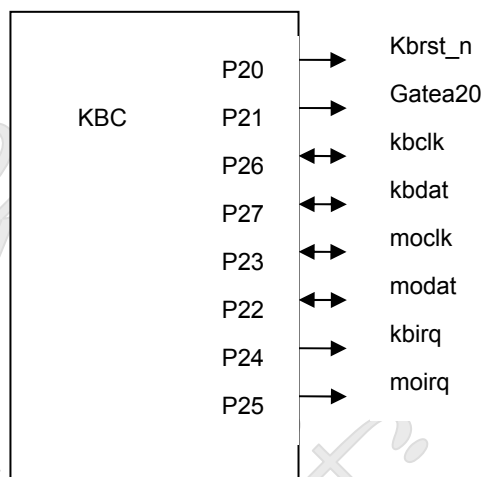 P20 Kbrst_n
KBC P21 Gatea20
P26 kbclk
P27 kbdat
P23 moclk
P22 modat
P24 kbirq
P25 moirq